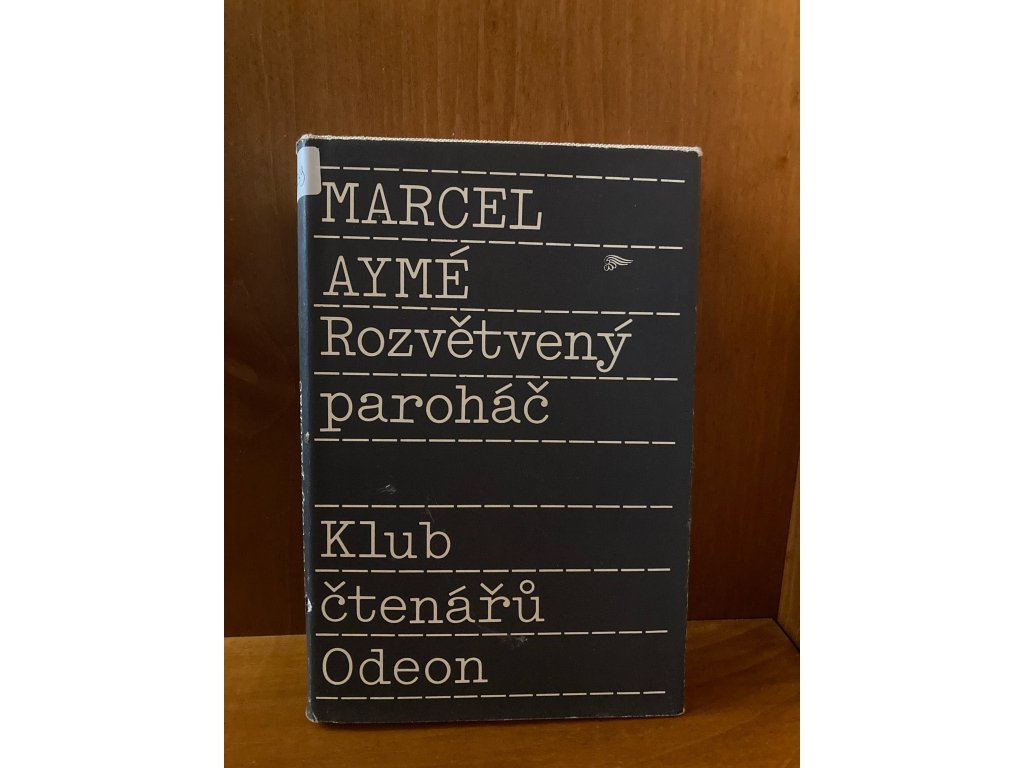 MARCEL
AYMÉ
Rozvětvený
paroháč
Klub
čtenářů
Odeon